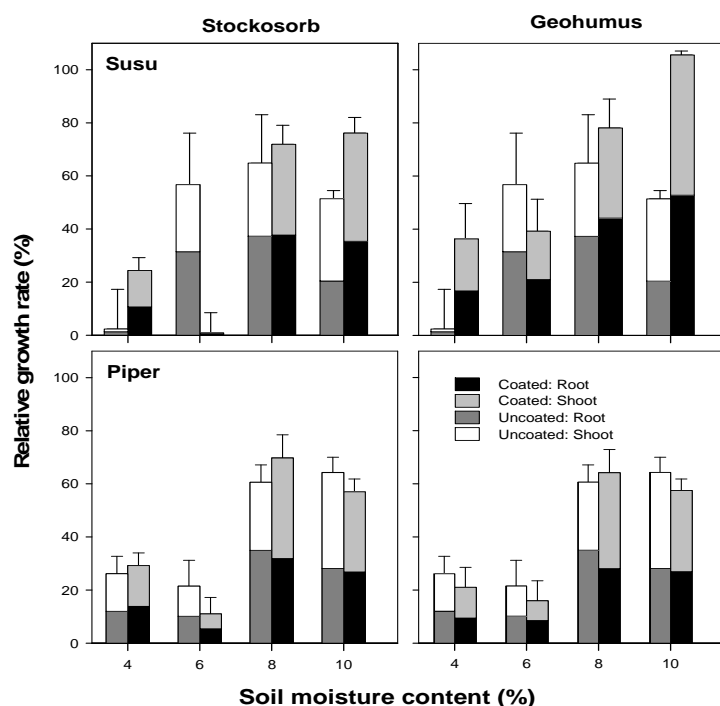 Stockosorb
Geohumus
Susu
100
80
60
40
20
0
Relative growth rate (%)
Piper
100
80
60
40
20
0
Coated: Root
Coated: Shoot
Uncoated: Root
Uncoated: Shoot
4 6 8 10
4 6 8 10
Soil moisture content (%)